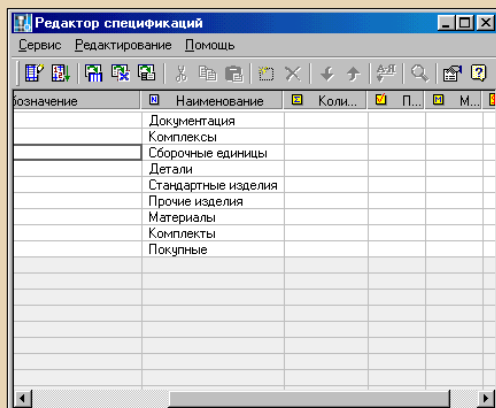 Редактор спецификаций
Сервис Редактирование Помощь
бозначение Наименование Коли... П... М...
Документация
Комплексы
Сборочные единицы
Детали
Стандартные изделия
Прочие изделия
Материалы
Комплекты
Покупные